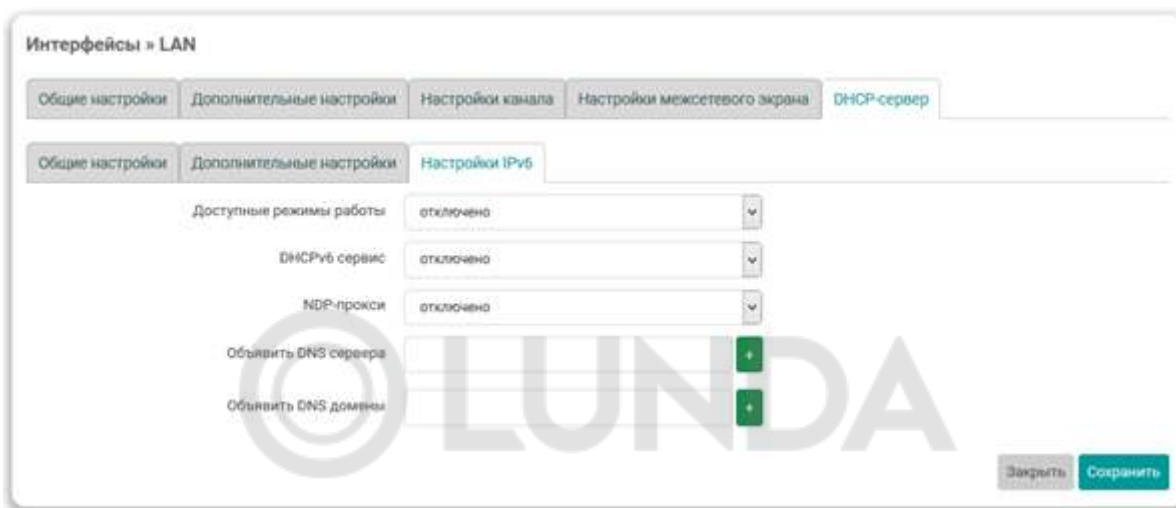 Интерфейсы » LAN
Общие настройки Дополнительные настройки Настройки канала Настройки межсетевого экрана DHCP-сервер
Общие настройки Дополнительные настройки Настройки IPv6
Доступные режимы работы отключено
DHCPv6 сервис отключено
NDP-прокси отключено
Объявить DNS сервера +
Объявить DNS домены +
LUNDA
Закрыть Сохранить